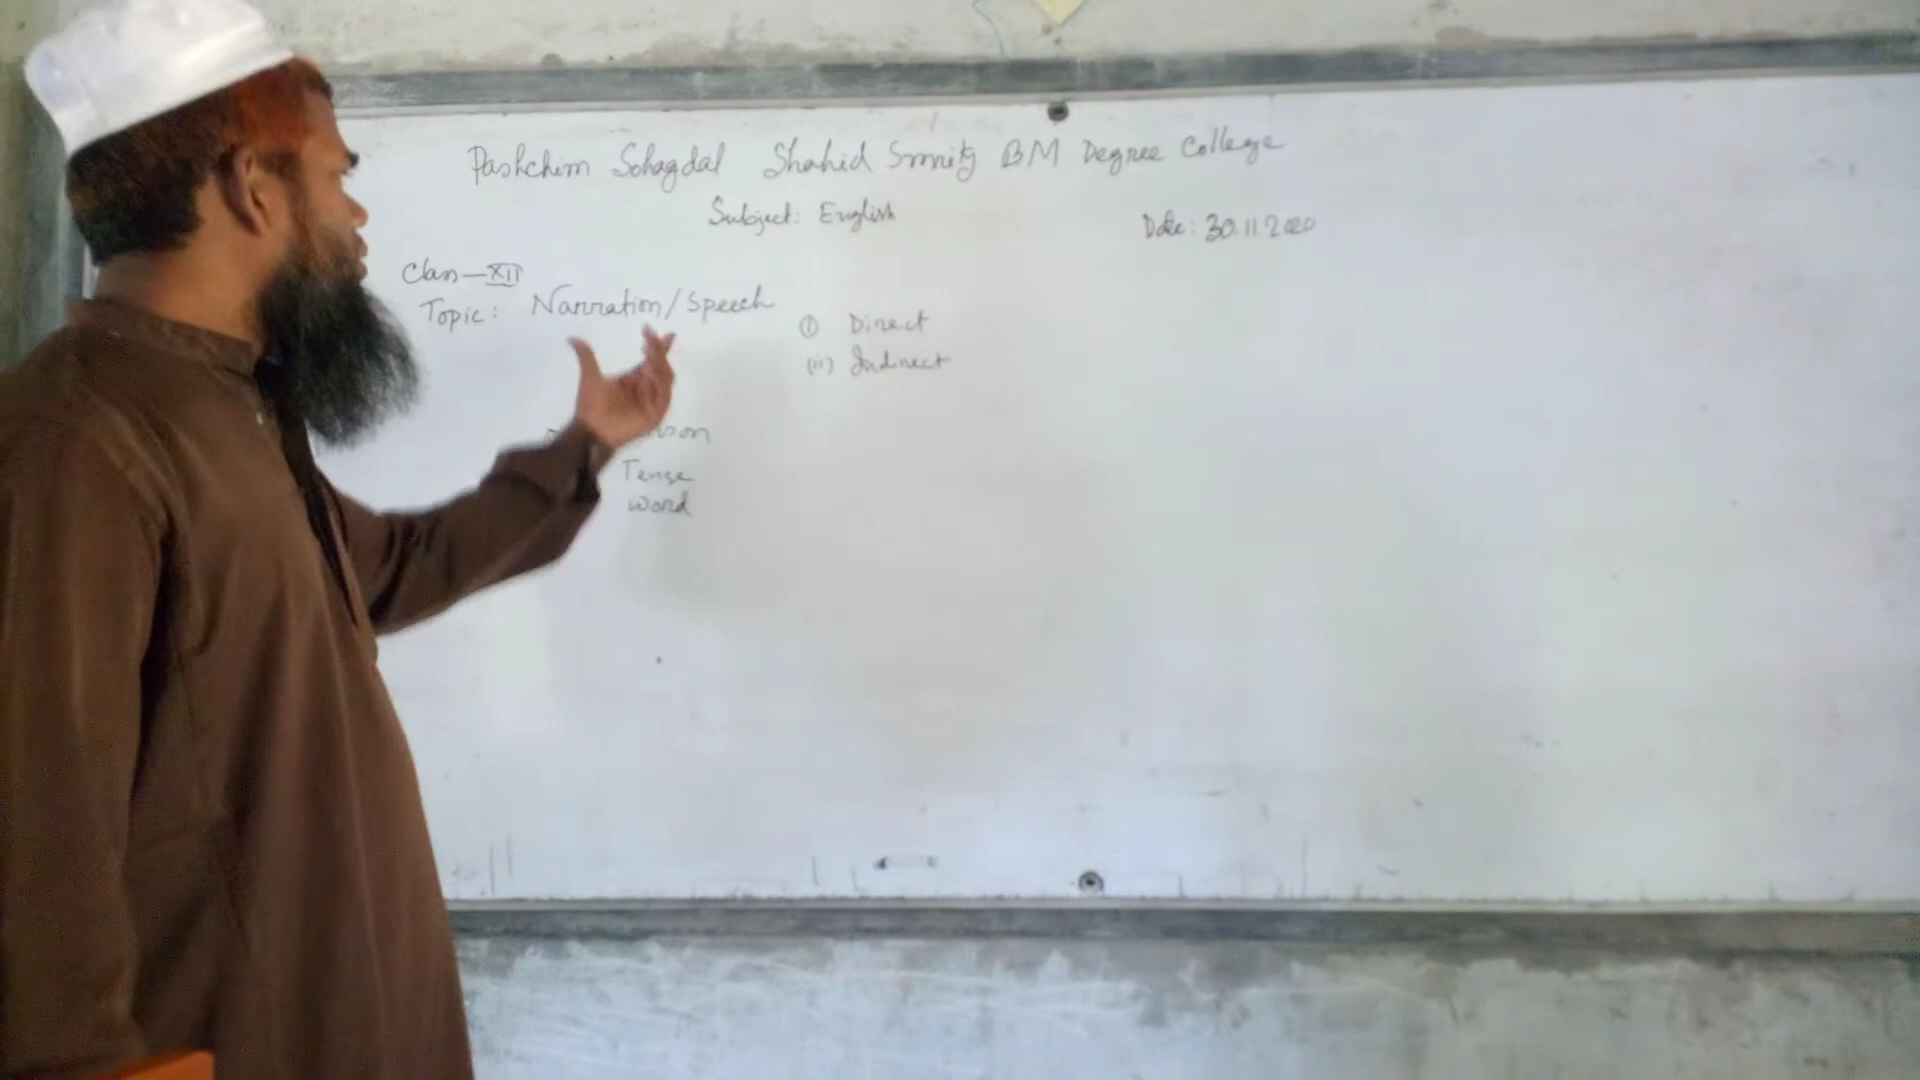 Pashchim Sohagdal Shahid Smrity BM Degree College
Subject: English
Date: 30.11.2020
Class—XII
Topic: Narration/Speech
(i) Direct
(ii) Indirect
Tense
word